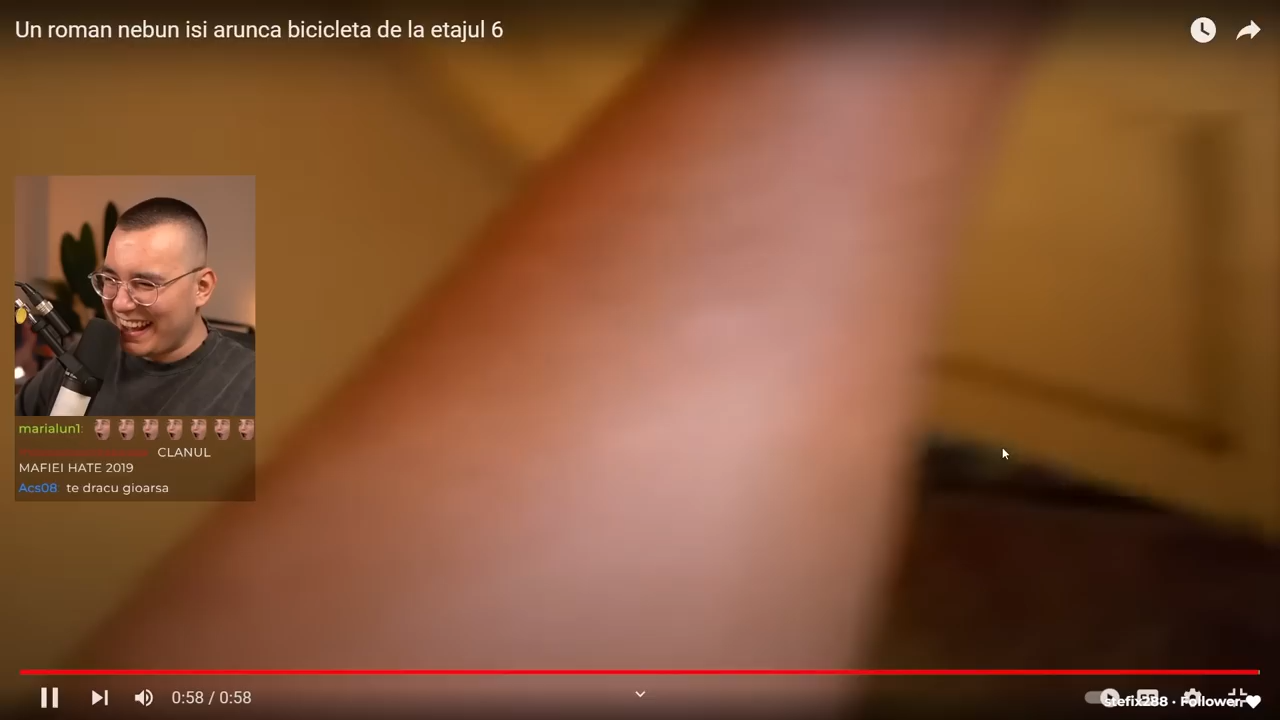 Un roman nebun isi arunca bicicleta de la etajul 6
marialun1:
CLANUL
MAFIEI HATE 2019
Acs08: te dracu gioarsa
0:58 / 0:58
stefix288 · Follower